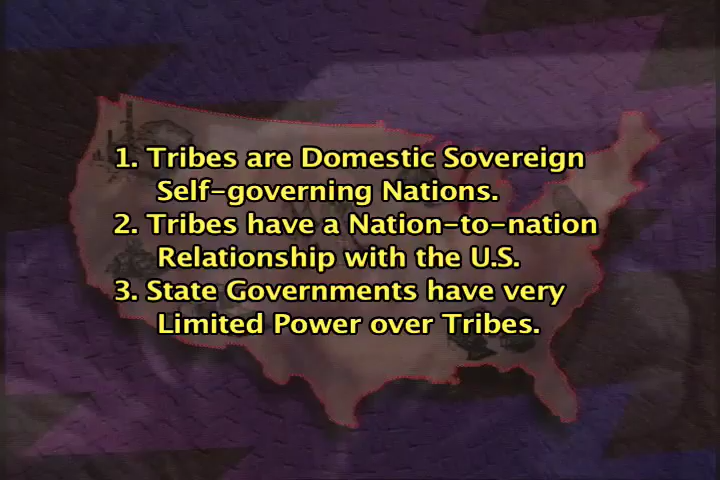 1. Tribes are Domestic Sovereign
Self-governing Nations.
2. Tribes have a Nation-to-nation
Relationship with the U.S.
3. State Governments have very
Limited Power over Tribes.